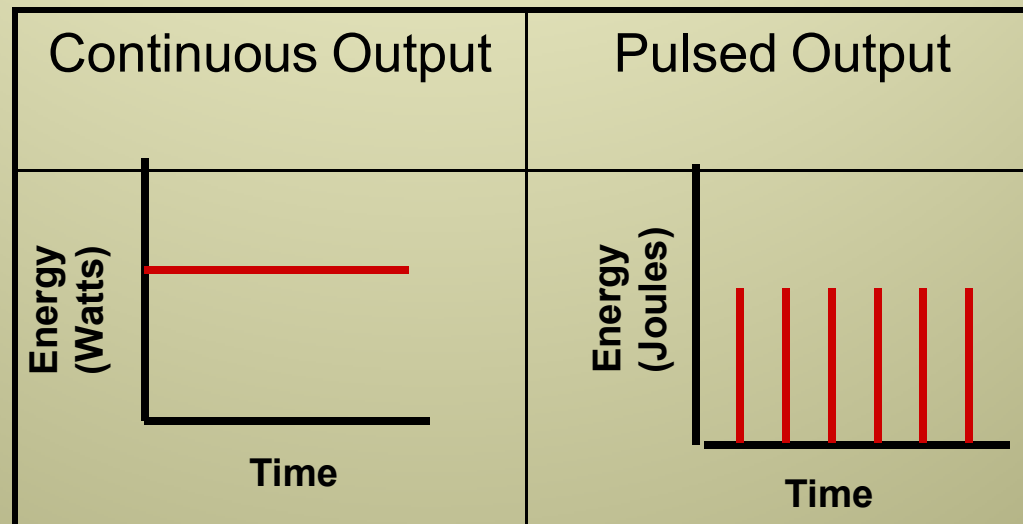 Continuous Output
Pulsed Output
Energy
(Watts)
Time
Energy
(Joules)
Time